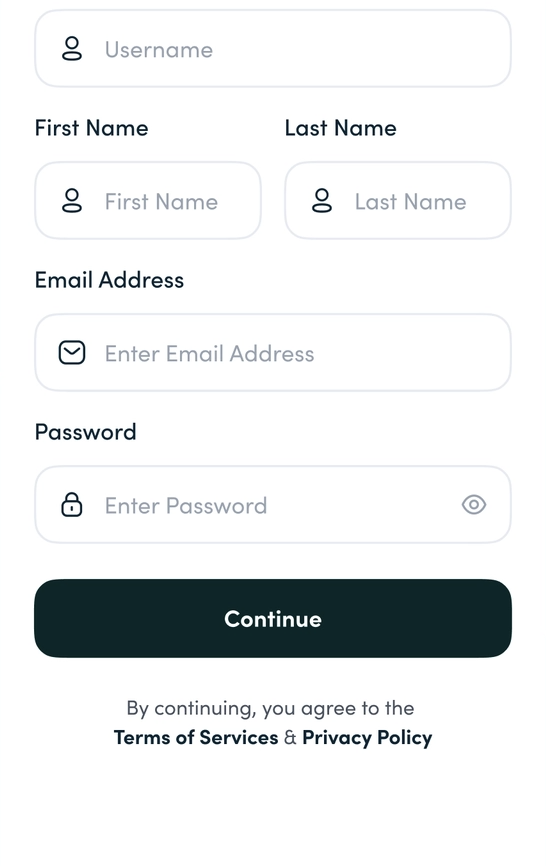 Username
First Name Last Name
First Name Last Name
Email Address
Enter Email Address
Password
Enter Password
Continue
By continuing, you agree to the
Terms of Services & Privacy Policy